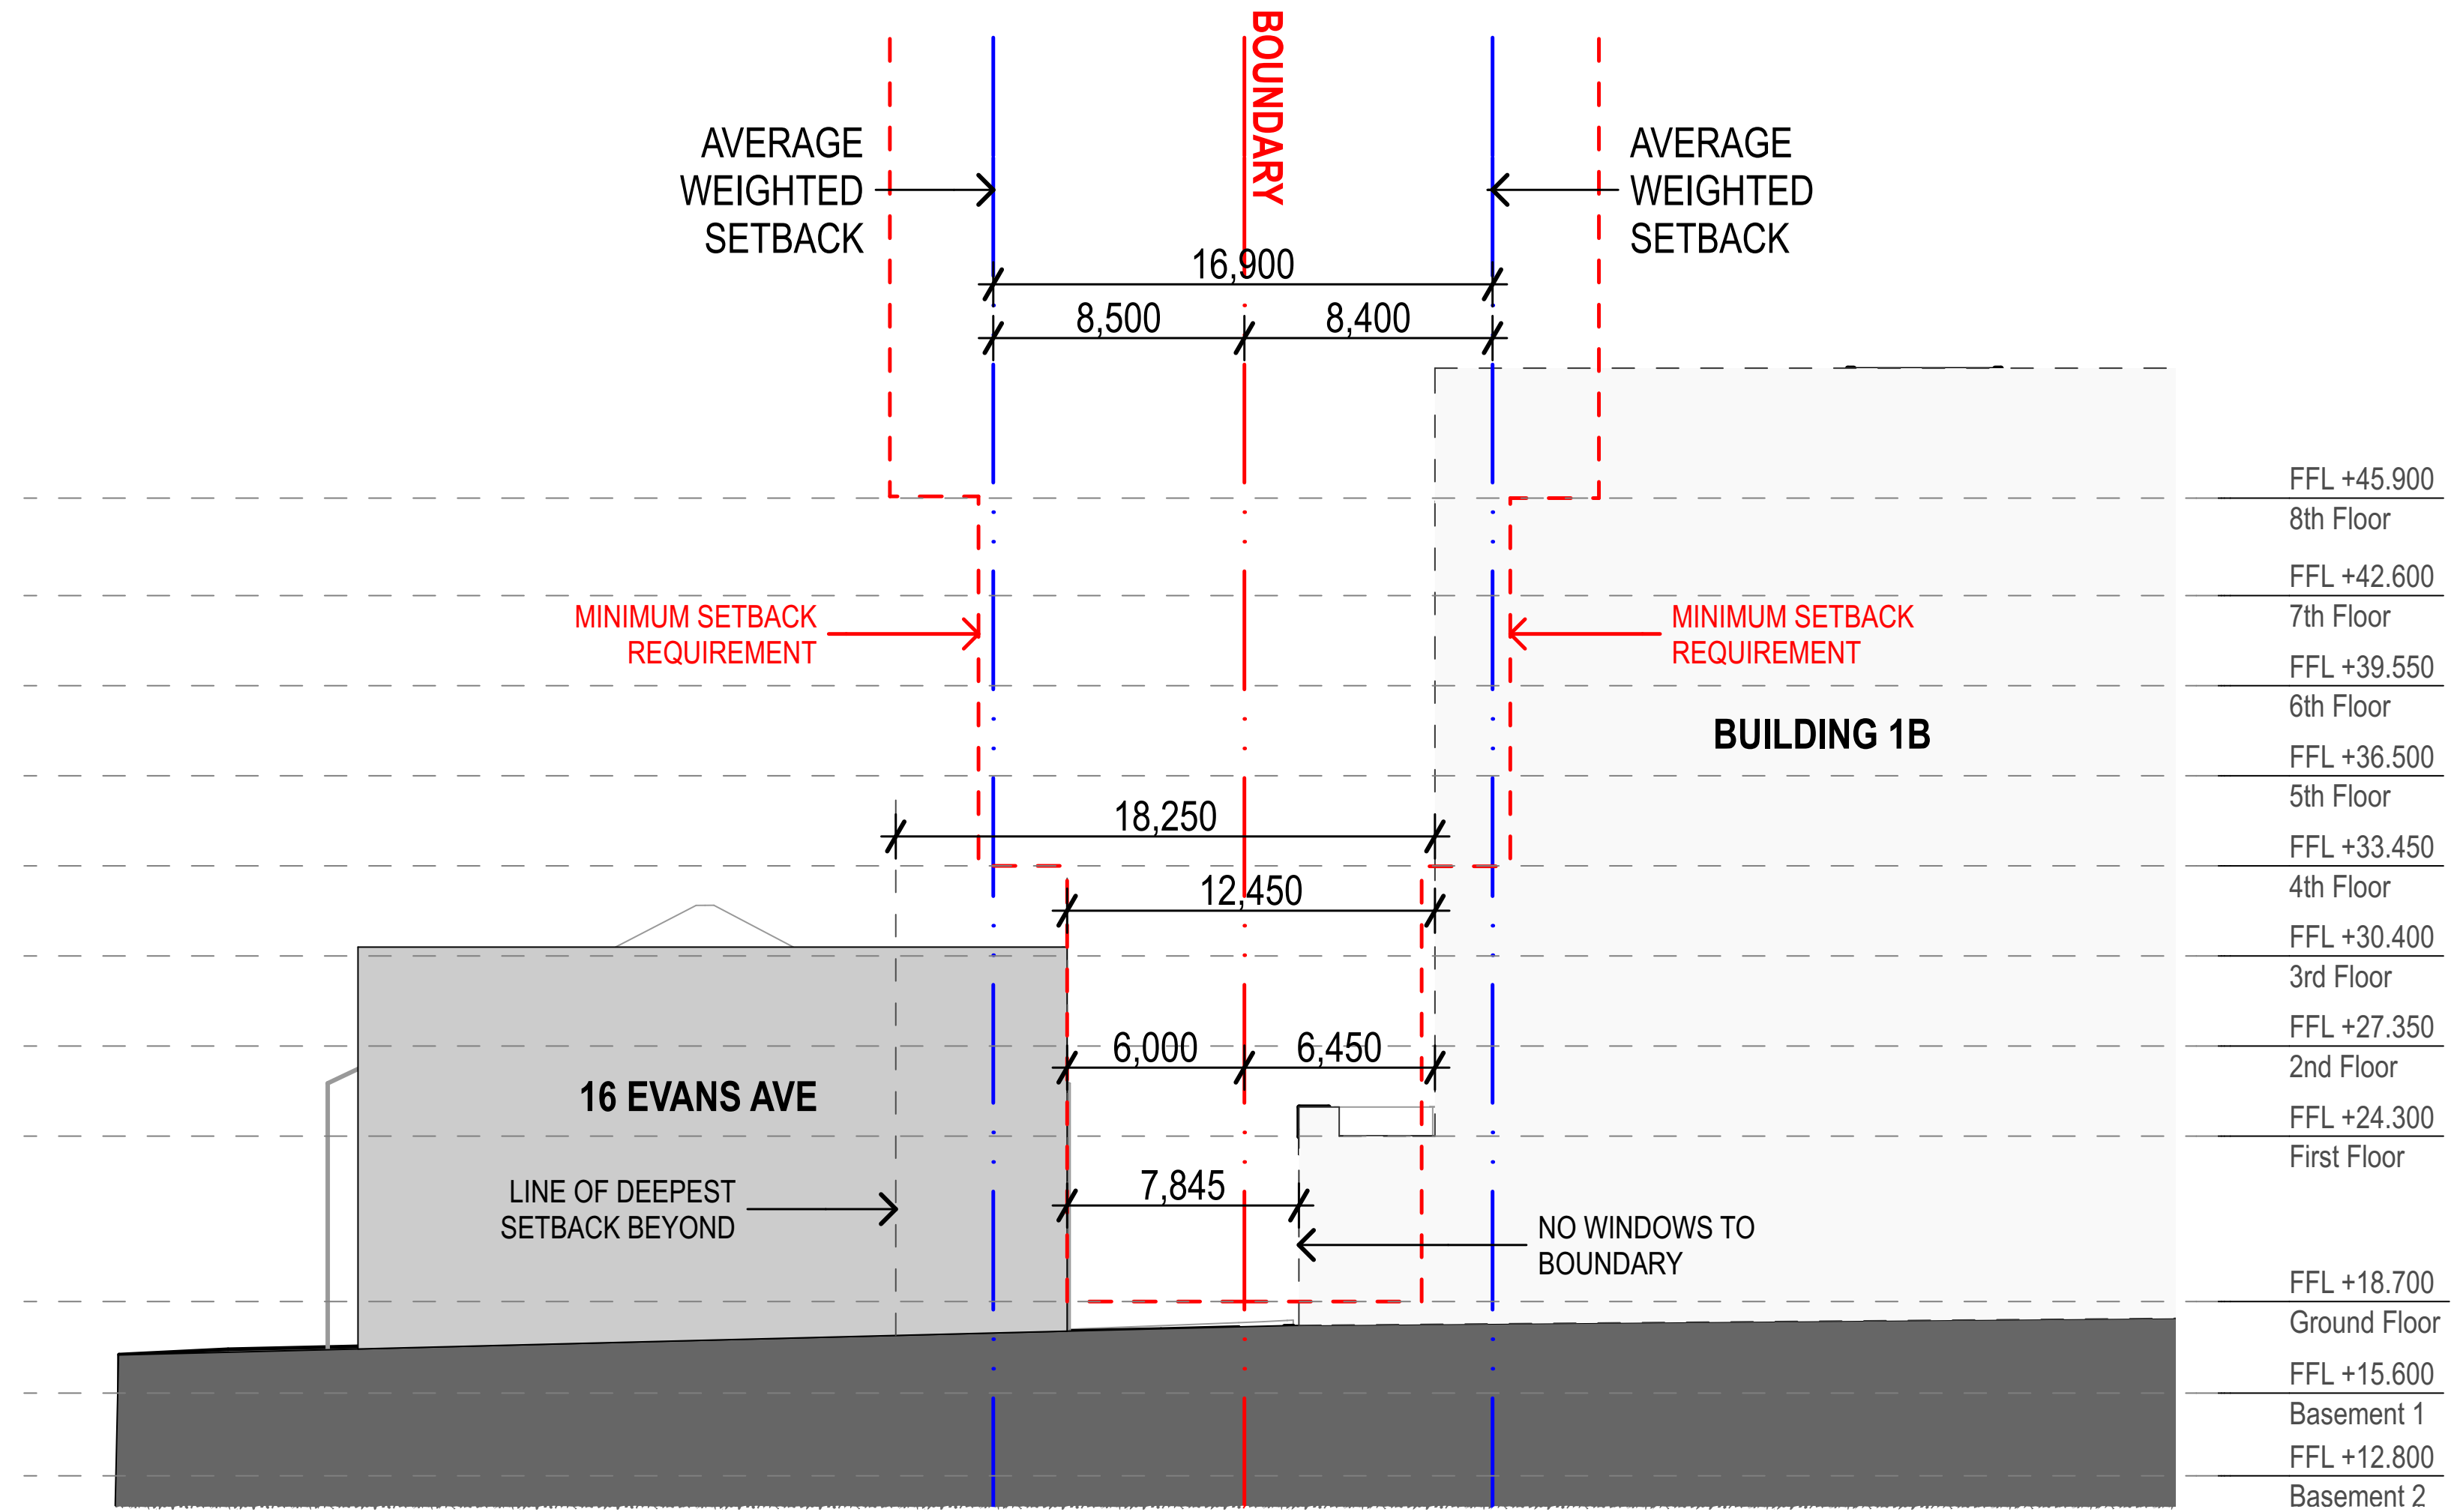 BOUNDARY
AVERAGE
WEIGHTED
SETBACK
AVERAGE
WEIGHTED
SETBACK
16,900
8,500
8,400
FFL +45.900
8th Floor
FFL +42.600
7th Floor
MINIMUM SETBACK
REQUIREMENT
MINIMUM SETBACK
REQUIREMENT
FFL +39.550
6th Floor
BUILDING 1B
FFL +36.500
5th Floor
18,250
FFL +33.450
4th Floor
12,450
FFL +30.400
3rd Floor
FFL +27.350
2nd Floor
6,000
6,450
16 EVANS AVE
FFL +24.300
First Floor
LINE OF DEEPEST
SETBACK BEYOND
7,845
NO WINDOWS TO
BOUNDARY
FFL +18.700
Ground Floor
FFL +15.600
Basement 1
FFL +12.800
Basement 2